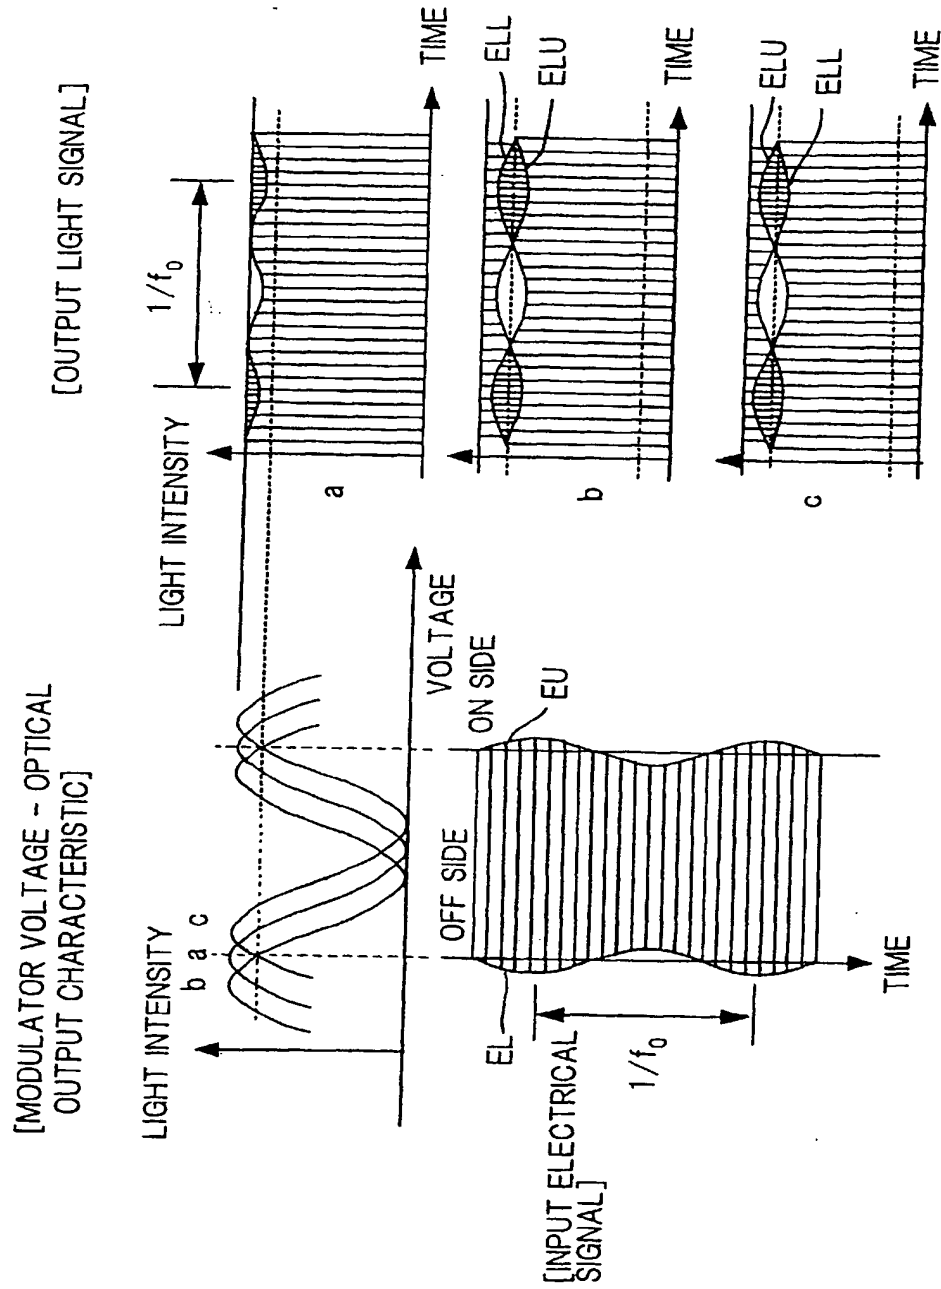 [MODULATOR VOLTAGE - OPTICAL
OUTPUT CHARACTERISTIC]
LIGHT INTENSITY
b
a
c
VOLTAGE
OFF SIDE
ON SIDE
EL
EU
1/f0
TIME
[INPUT ELECTRICAL
SIGNAL]
[OUTPUT LIGHT SIGNAL]
LIGHT INTENSITY
1/f0
a
TIME
b
ELL
ELU
TIME
c
ELU
ELL
TIME